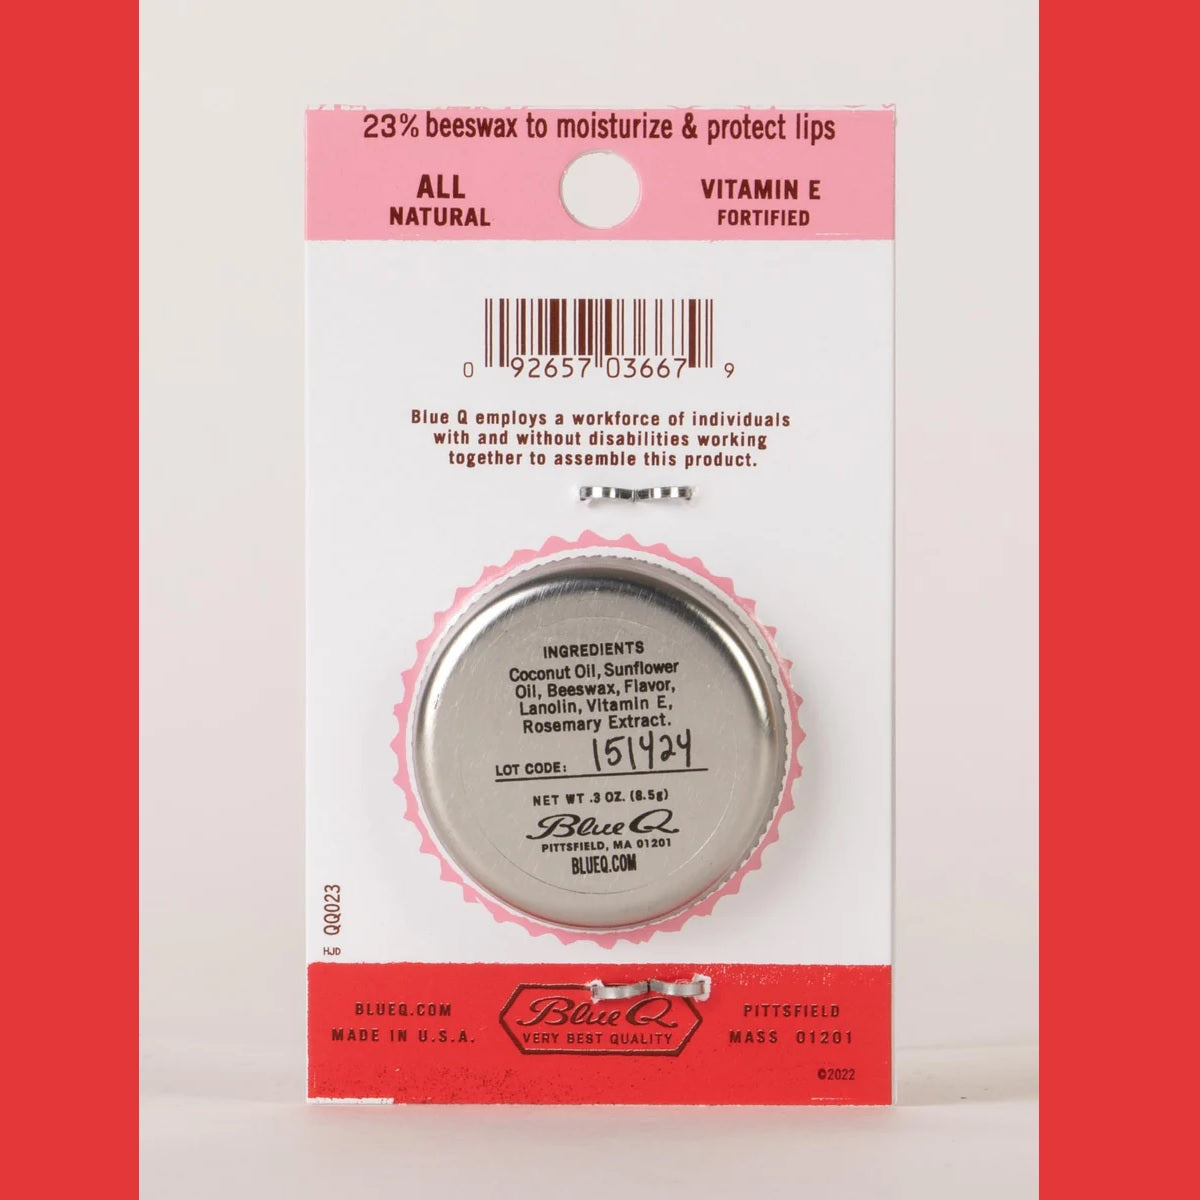 23% beeswax to moisturize & protect lips
ALL NATURAL
VITAMIN E FORTIFIED
0 92657 03667 9
Blue Q employs a workforce of individuals
with and without disabilities working
together to assemble this product.
INGREDIENTS
Coconut Oil, Sunflower
Oil, Beeswax, Flavor,
Lanolin, Vitamin E,
Rosemary Extract.
LOT CODE: 151424
NET WT .3 OZ. (8.5g)
Blue Q
PITTSFIELD, MA 01201
BLUEQ.COM
QQ023
HJD
BLUEQ.COM
MADE IN U.S.A.
Blue Q
VERY BEST QUALITY
PITTSFIELD
MASS 01201
©2022